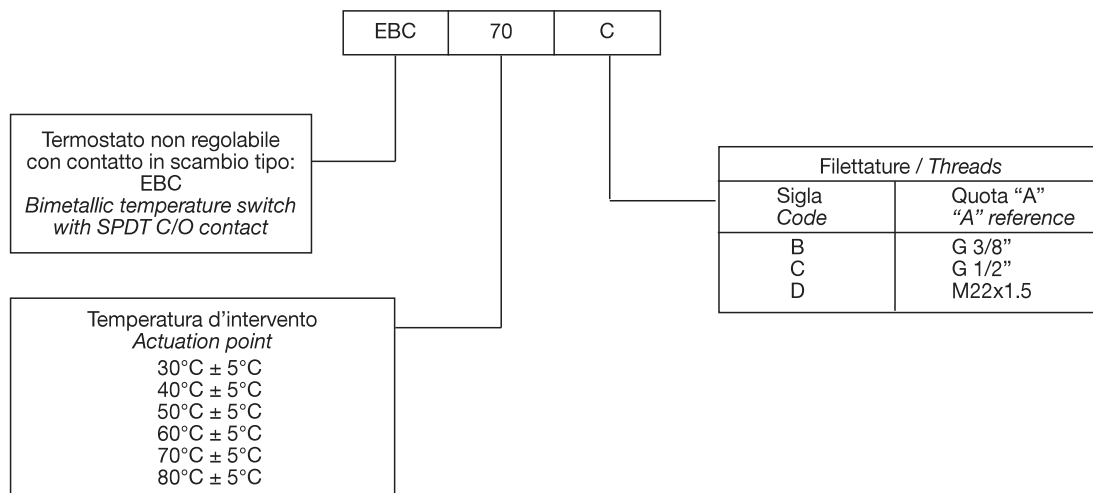 EBC 70 C
Termostato non regolabile
con contatto in scambio tipo:
EBC
Bimetallic temperature switch
with SPDT C/O contact
Filettature / Threads
Sigla Quota “A”
Code “A” reference
B G 3/8”
C G 1/2”
D M22x1.5
Temperatura d’intervento
Actuation point
30°C ± 5°C
40°C ± 5°C
50°C ± 5°C
60°C ± 5°C
70°C ± 5°C
80°C ± 5°C